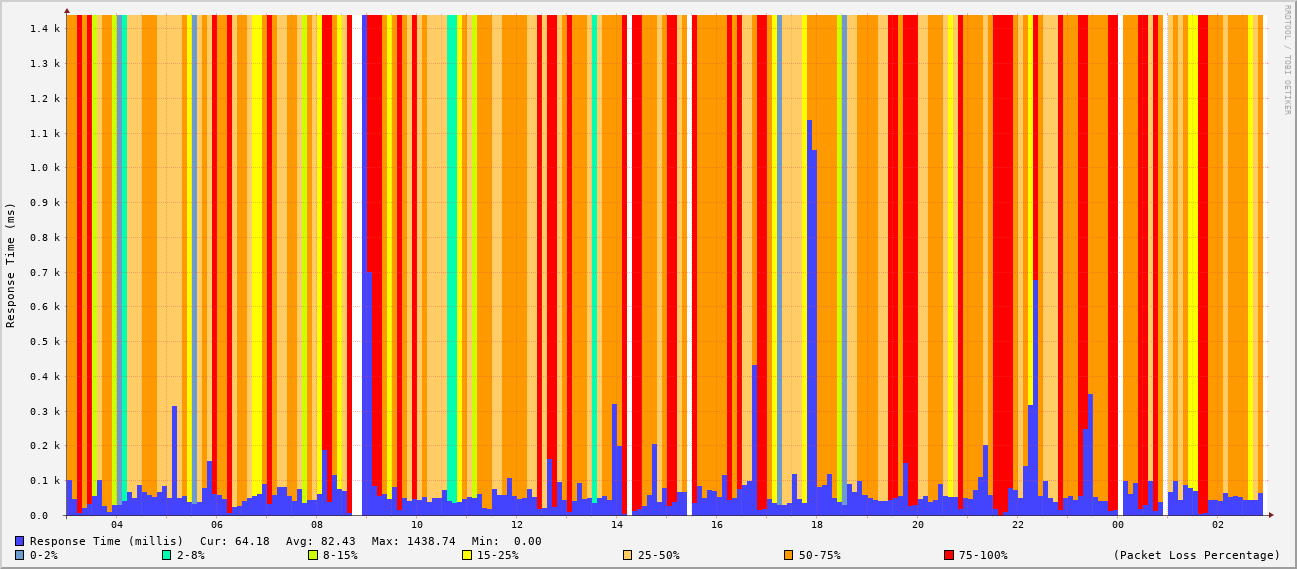 RRDTOOL / TOBI OETIKER
Response Time (ms)
1.4 k
1.3 k
1.2 k
1.1 k
1.0 k
0.9 k
0.8 k
0.7 k
0.6 k
0.5 k
0.4 k
0.3 k
0.2 k
0.1 k
0.0
04 06 08 10 12 14 16 18 20 22 00 02
Response Time (millis) Cur: 64.18 Avg: 82.43 Max: 1438.74 Min: 0.00
0-2% 2-8% 8-15% 15-25% 25-50% 50-75% 75-100% (Packet Loss Percentage)